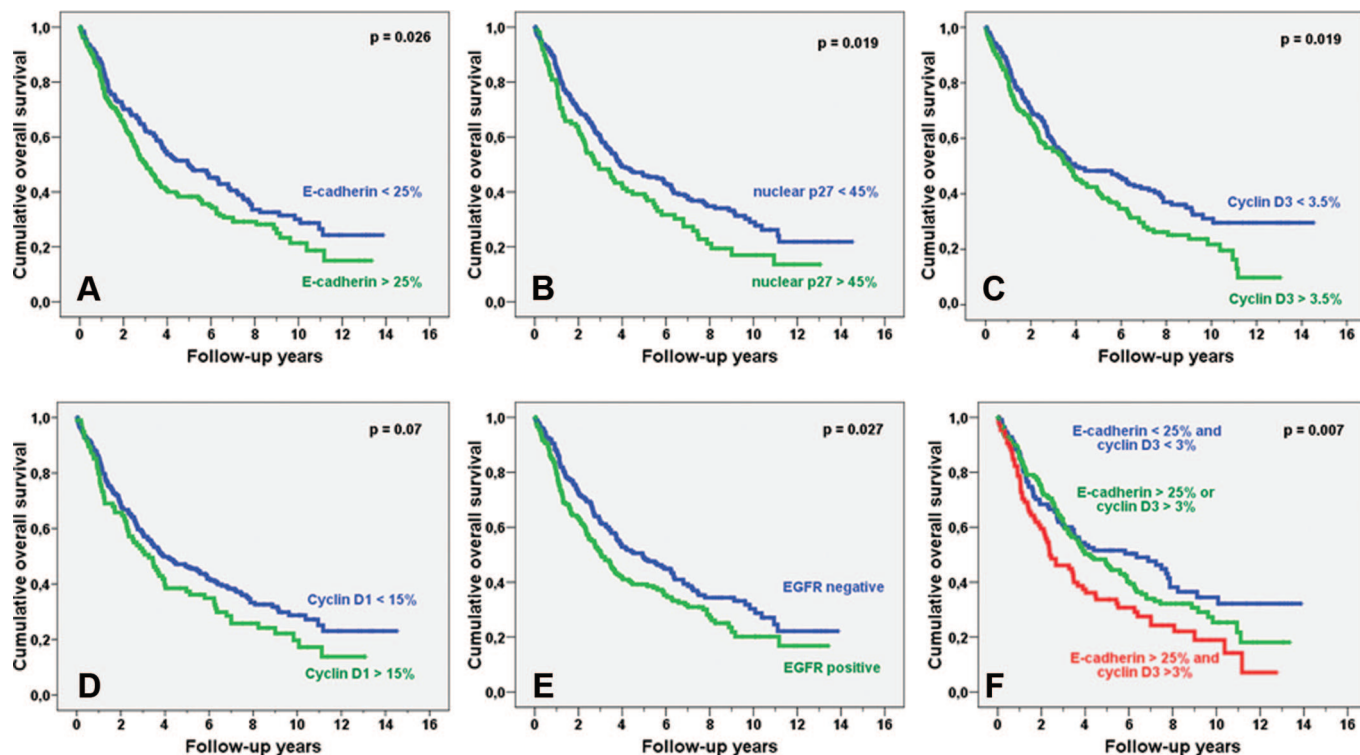 Cumulative overall survival
1,0
0,8
0,6
0,4
0,2
0,0
p = 0.026
E-cadherin < 25%
E-cadherin > 25%
A
0 2 4 6 8 10 12 14 16
Follow-up years
Cumulative overall survival
1,0
0,8
0,6
0,4
0,2
0,0
p = 0.019
nuclear p27 < 45%
nuclear p27 > 45%
B
0 2 4 6 8 10 12 14 16
Follow-up years
Cumulative overall survival
1,0
0,8
0,6
0,4
0,2
0,0
p = 0.019
Cyclin D3 < 3.5%
Cyclin D3 > 3.5%
C
0 2 4 6 8 10 12 14 16
Follow-up years
Cumulative overall survival
1,0
0,8
0,6
0,4
0,2
0,0
p = 0.07
Cyclin D1 < 15%
Cyclin D1 > 15%
D
0 2 4 6 8 10 12 14 16
Follow-up years
Cumulative overall survival
1,0
0,8
0,6
0,4
0,2
0,0
p = 0.027
EGFR negative
EGFR positive
E
0 2 4 6 8 10 12 14 16
Follow-up years
Cumulative overall survival
1,0
0,8
0,6
0,4
0,2
0,0
E-cadherin < 25% and
cyclin D3 < 3%
p = 0.007
E-cadherin > 25% or
cyclin D3 > 3%
E-cadherin > 25% and
cyclin D3 >3%
F
0 2 4 6 8 10 12 14 16
Follow-up years